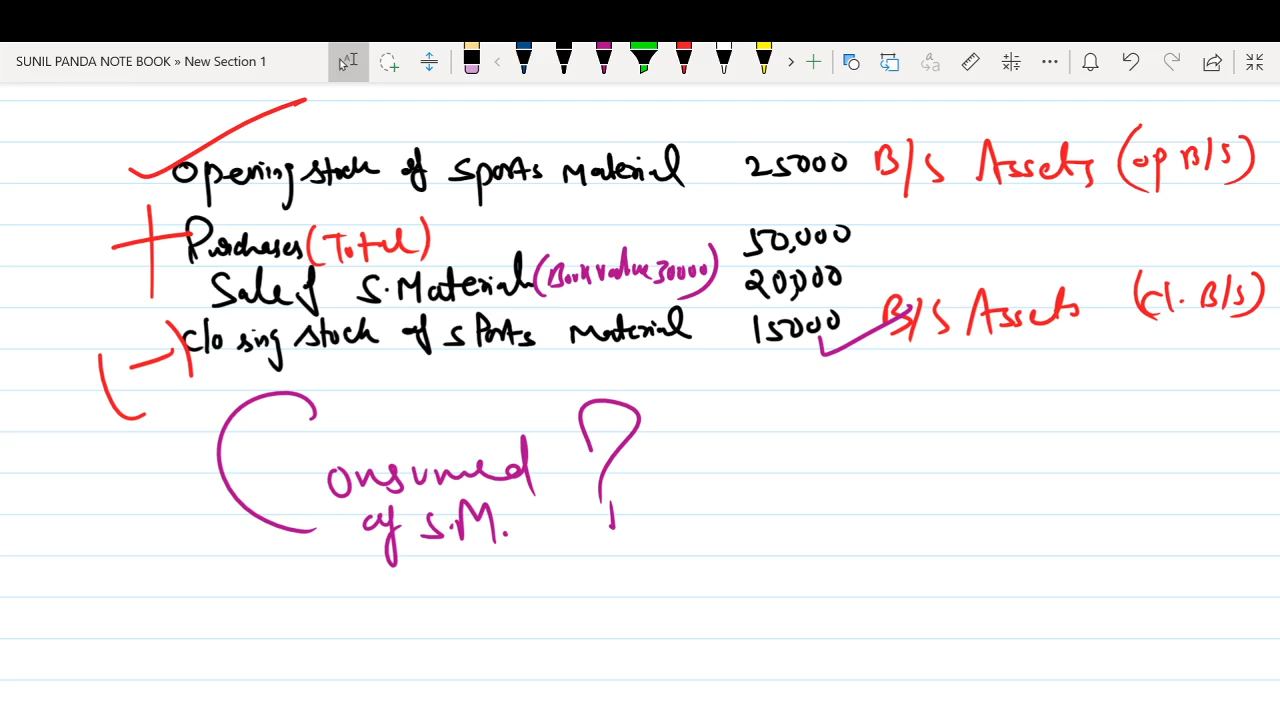 SUNIL PANDA NOTE BOOK » New Section 1
Opening stock of sports Material 25000 B/S Assets (op B/S)
+ Purchases (Total) 50,000
Sale of S.Material (Book value 30000) 20,000
(-) Closing stock of sports Material 15000 B/S Assets (Cl. B/S)
Consumed ?
of S.M.